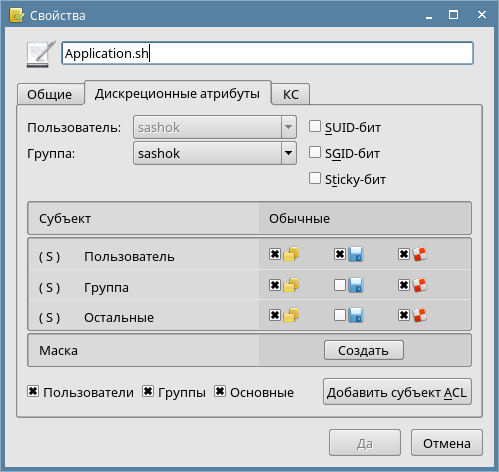 Свойства
Application.sh
Общие Дискреционные атрибуты КС
Пользователь: sashok SUID-бит
Группа: sashok SGID-бит
Sticky-бит
Субъект Обычные
( S ) Пользователь
( S ) Группа
( S ) Остальные
Маска Создать
Пользователи Группы Основные Добавить субъект ACL
Да Отмена